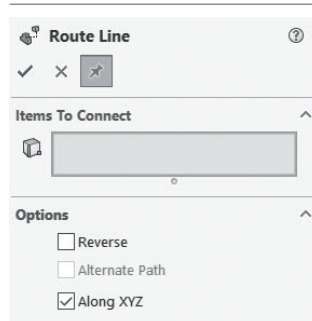 Route Line
Items To Connect
Options
Reverse
Alternate Path
Along XYZ